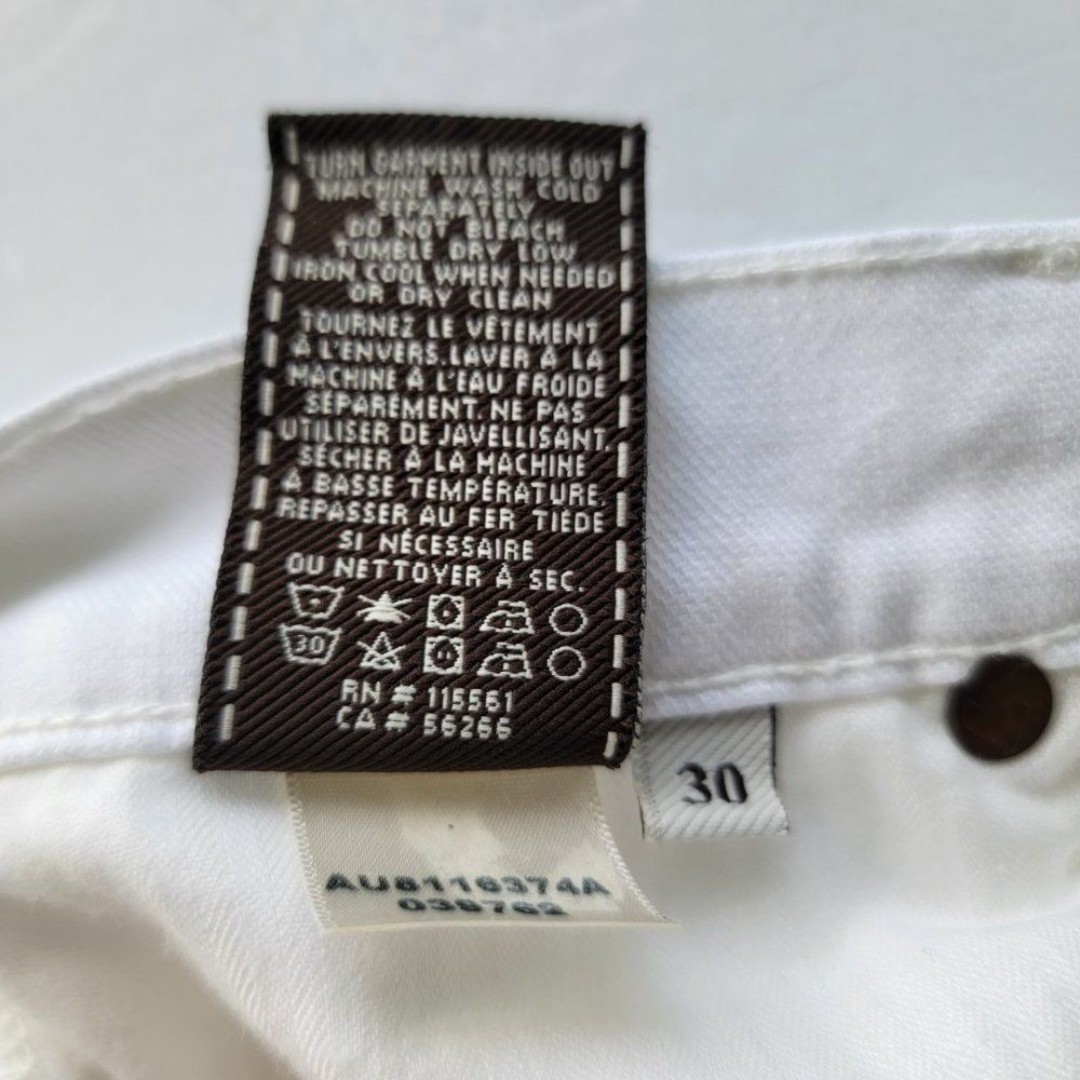 TURN GARMENT INSIDE OUT
MACHINE WASH COLD
SEPARATELY
DO NOT BLEACH
TUMBLE DRY LOW
IRON COOL WHEN NEEDED
OR DRY CLEAN
TOURNEZ LE VÊTEMENT
À L'ENVERS.LAVER À LA
MACHINE À L'EAU FROIDE
SÉPARÉMENT. NE PAS
UTILISER DE JAVELLISANT.
SÉCHER À LA MACHINE
À BASSE TEMPÉRATURE.
REPASSER AU FER TIÈDE
SI NÉCESSAIRE
OU NETTOYER À SEC.
30
RN # 115561
CA # 56266
30
AU8116374A
038762